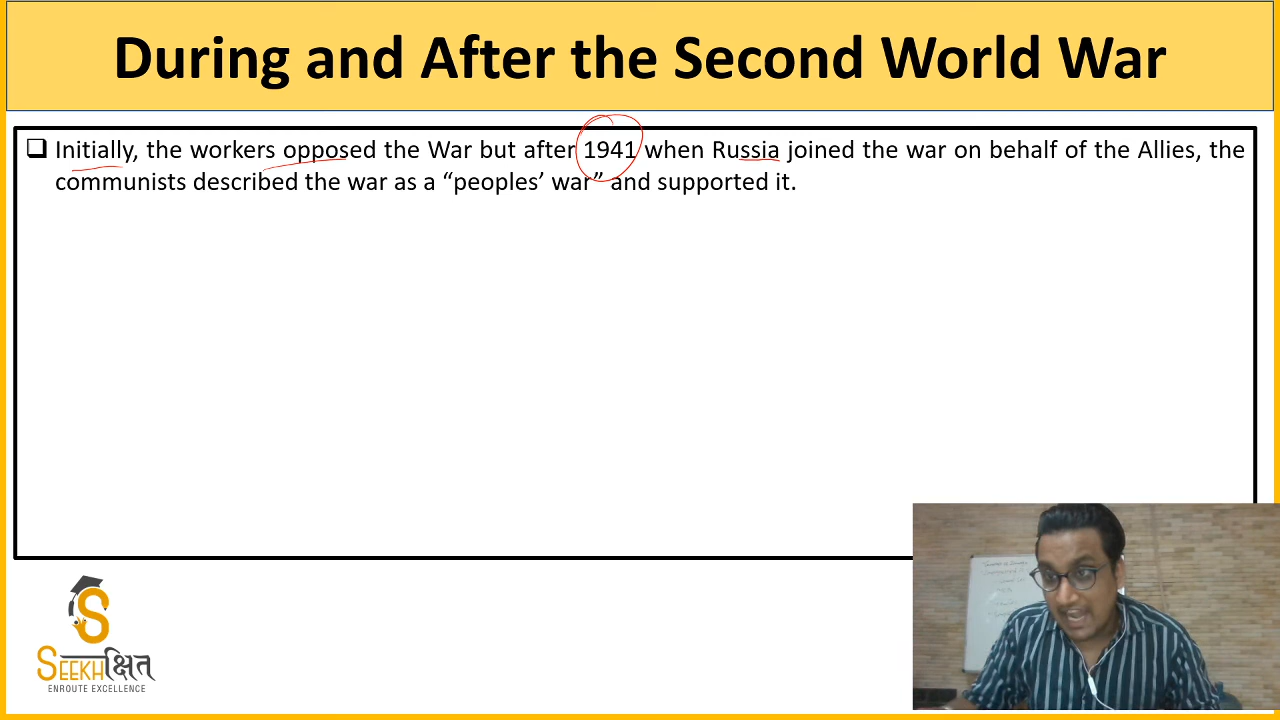 During and After the Second World War
❑ Initially, the workers opposed the War but after 1941 when Russia joined the war on behalf of the Allies, the
communists described the war as a “peoples’ war” and supported it.
SEEKHक्षित
ENROUTE EXCELLENCE